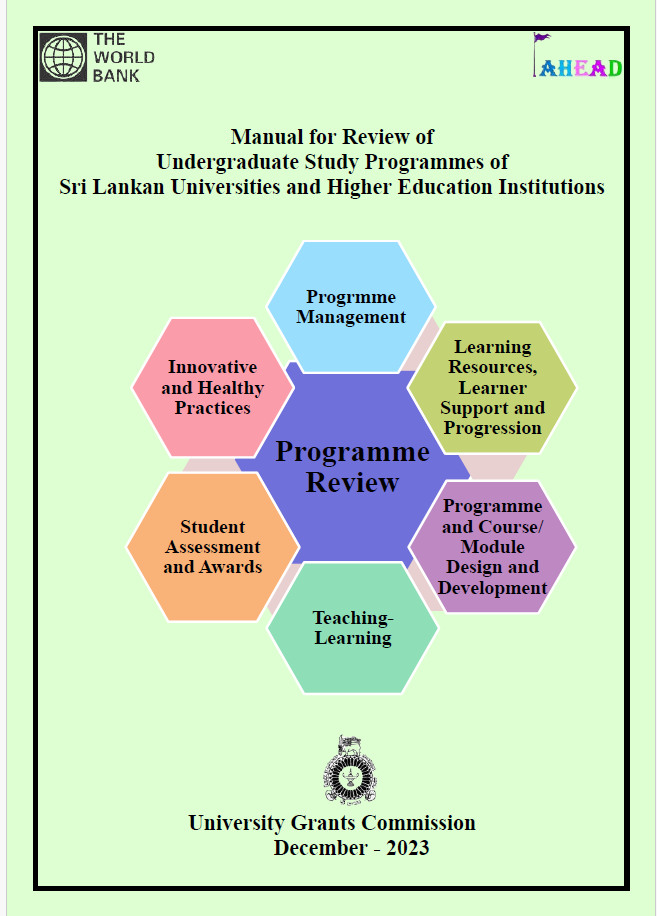 THE
WORLD
BANK
AHEAD
Manual for Review of
Undergraduate Study Programmes of
Sri Lankan Universities and Higher Education Institutions
Progrmme
Management
Learning
Resources,
Learner
Support and
Progression
Innovative
and Healthy
Practices
Programme
Review
Programme
and Course/
Module
Design and
Development
Student
Assessment
and Awards
Teaching-
Learning
University Grants Commission
December - 2023